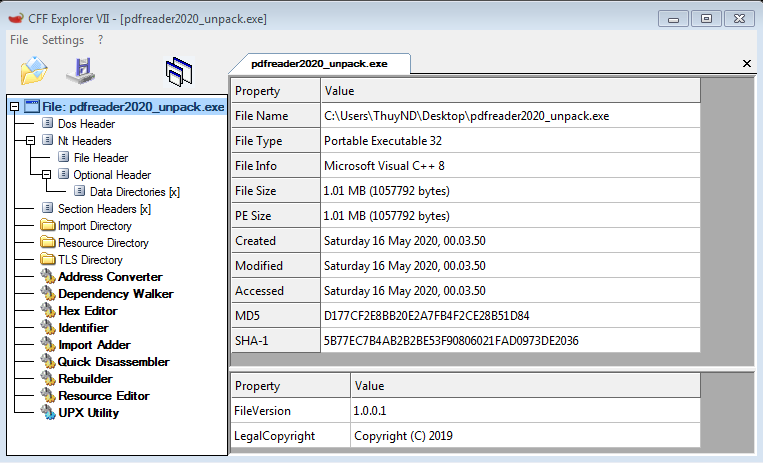 CFF Explorer VII - [pdfreader2020_unpack.exe]
File Settings ?
File: pdfreader2020_unpack.exe
Dos Header
Nt Headers
File Header
Optional Header
Data Directories [x]
Section Headers [x]
Import Directory
Resource Directory
TLS Directory
Address Converter
Dependency Walker
Hex Editor
Identifier
Import Adder
Quick Disassembler
Rebuilder
Resource Editor
UPX Utility
pdfreader2020_unpack.exe
Property Value
File Name C:\Users\ThuyND\Desktop\pdfreader2020_unpack.exe
File Type Portable Executable 32
File Info Microsoft Visual C++ 8
File Size 1.01 MB (1057792 bytes)
PE Size 1.01 MB (1057792 bytes)
Created Saturday 16 May 2020, 00.03.50
Modified Saturday 16 May 2020, 00.03.50
Accessed Saturday 16 May 2020, 00.03.50
MD5 D177CF2E8BB20E2A7FB4F2CE28B51D84
SHA-1 5B77EC7B4AB2B2BE53F90806021FAD0973DE2036
Property Value
FileVersion 1.0.0.1
LegalCopyright Copyright (C) 2019